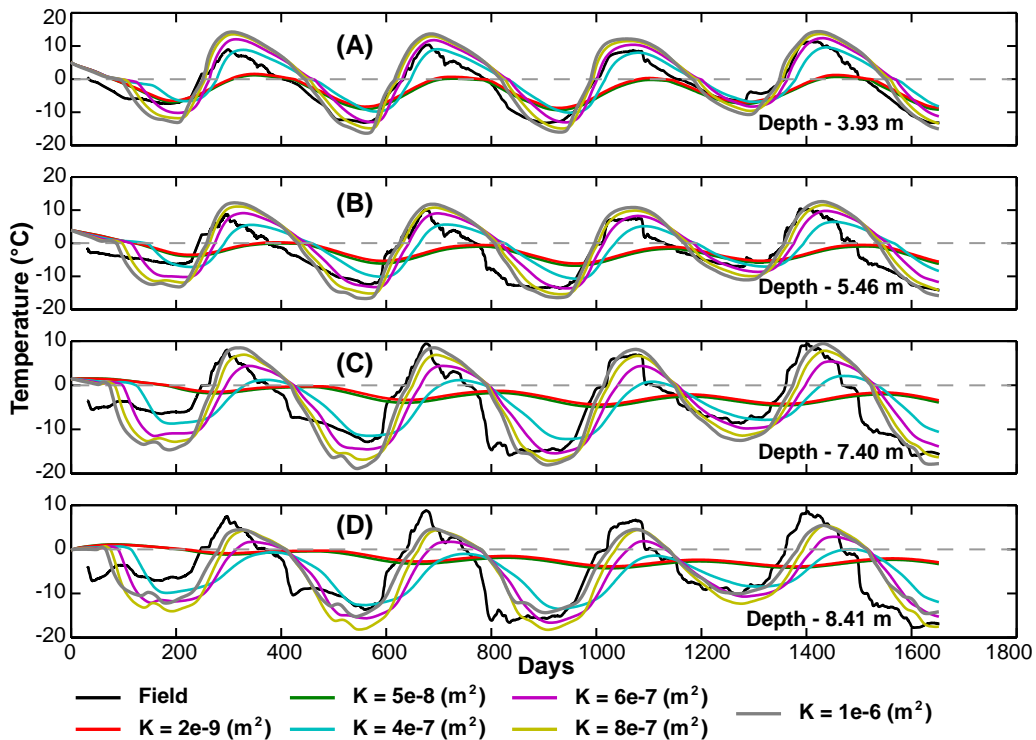 20
10
0
-10
-20
(A)
Depth - 3.93 m
20
10
0
-10
-20
(B)
Depth - 5.46 m
10
0
-10
-20
(C)
Depth - 7.40 m
10
0
-10
-20
(D)
Depth - 8.41 m
Temperature (°C)
0 200 400 600 800 1000 1200 1400 1600 1800
Days
Field
K = 5e-8 (m²)
K = 6e-7 (m²)
K = 1e-6 (m²)
K = 2e-9 (m²)
K = 4e-7 (m²)
K = 8e-7 (m²)